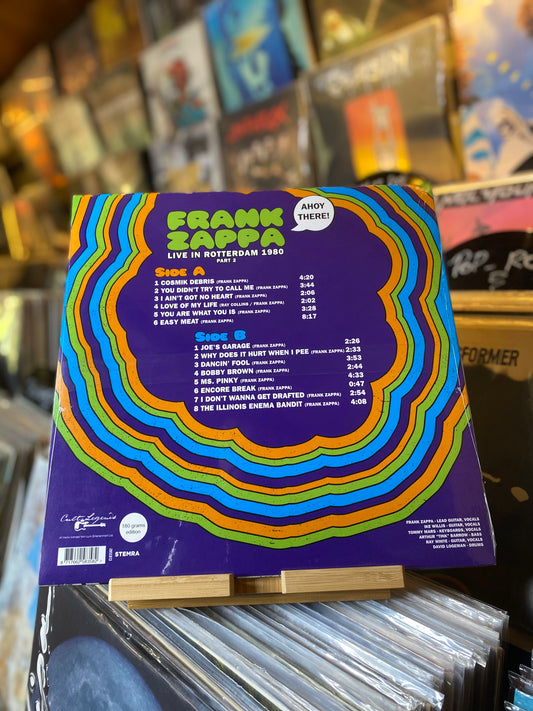 FRANK
ZAPPA
AHOY
THERE!
LIVE IN ROTTERDAM 1980
PART 2
SIDE A
1 COSMIK DEBRIS (FRANK ZAPPA) 4:20
2 YOU DIDN'T TRY TO CALL ME (FRANK ZAPPA) 3:44
3 I AIN'T GOT NO HEART (FRANK ZAPPA) 2:06
4 LOVE OF MY LIFE (RAY COLLINS / FRANK ZAPPA) 2:02
5 YOU ARE WHAT YOU IS (FRANK ZAPPA) 3:28
6 EASY MEAT (FRANK ZAPPA) 8:17
SIDE B
1 JOE'S GARAGE (FRANK ZAPPA) 2:26
2 WHY DOES IT HURT WHEN I PEE (FRANK ZAPPA) 2:33
3 DANCIN' FOOL (FRANK ZAPPA) 3:53
4 BOBBY BROWN (FRANK ZAPPA) 2:44
5 MS. PINKY (FRANK ZAPPA) 4:33
6 ENCORE BREAK (FRANK ZAPPA) 0:47
7 I DON'T WANNA GET DRAFTED (FRANK ZAPPA) 2:54
8 THE ILLINOIS ENEMA BANDIT (FRANK ZAPPA) 4:08
Cult Legends
180 grams
edition
STEMRA
FRANK ZAPPA - LEAD GUITAR, VOCALS
IKE WILLIS - GUITAR, VOCALS
TOMMY MARS - KEYBOARDS, VOCALS
ARTHUR "TINK" BARROW - BASS
RAY WHITE - GUITAR, VOCALS
DAVID LOGEMAN - DRUMS
POP - RO
FORMER